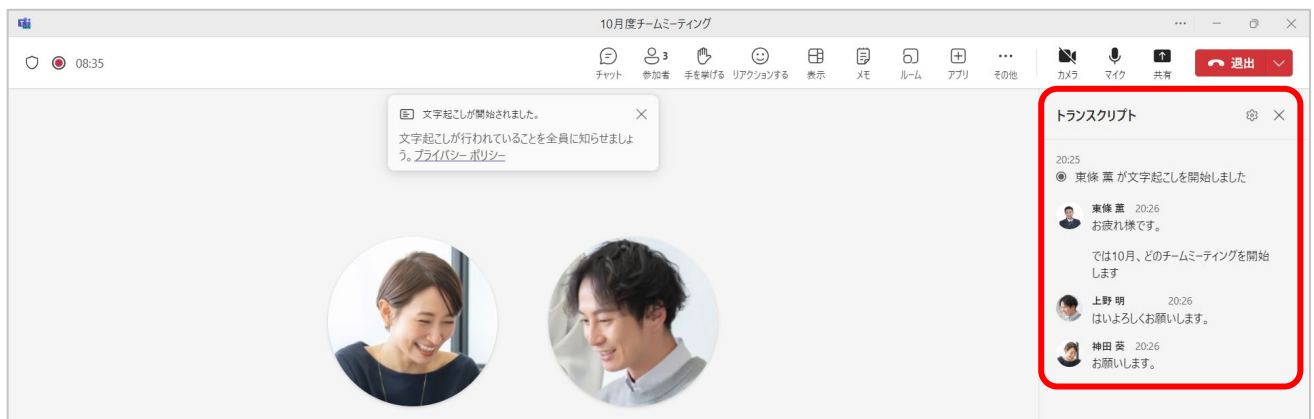 10月度チームミーティング
08:35
チャット
参加者 3
手を挙げる
リアクションする
表示
メモ
ルーム
アプリ
その他
カメラ
マイク
共有
退出
文字起こしが開始されました。
文字起こしが行われていることを全員に知らせましょ
う。プライバシー ポリシー
トランスクリプト
20:25
東條 薫 が文字起こしを開始しました
東條 薫 20:26
お疲れ様です。
では10月、どのチームミーティングを開始
します
上野 明 20:26
はいよろしくお願いします。
神田 葵 20:26
お願いします。